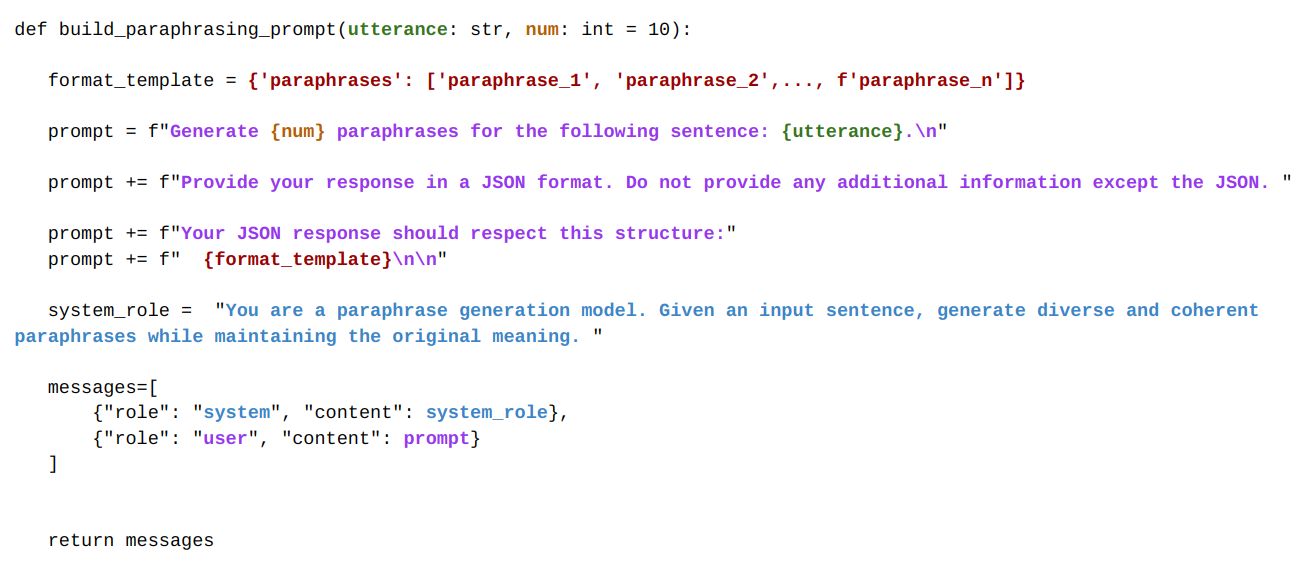 def build_paraphrasing_prompt(utterance: str, num: int = 10):
format_template = {'paraphrases': ['paraphrase_1', 'paraphrase_2',..., f'paraphrase_n']}
prompt = f"Generate {num} paraphrases for the following sentence: {utterance}.\n"
prompt += f"Provide your response in a JSON format. Do not provide any additional information except the JSON. "
prompt += f"Your JSON response should respect this structure:"
prompt += f"  {format_template}\n\n"
system_role =  "You are a paraphrase generation model. Given an input sentence, generate diverse and coherent
paraphrases while maintaining the original meaning. "
messages=[
{"role": "system", "content": system_role},
{"role": "user", "content": prompt}
]
return messages